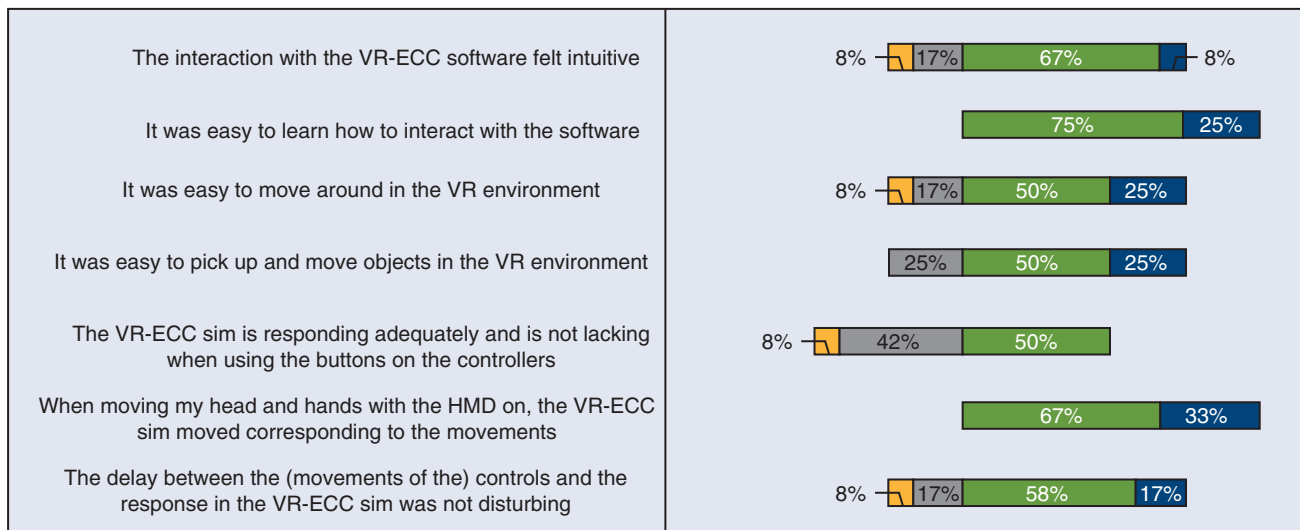 The interaction with the VR-ECC software felt intuitive
8% 17% 67% 8%
It was easy to learn how to interact with the software
75% 25%
It was easy to move around in the VR environment
8% 17% 50% 25%
It was easy to pick up and move objects in the VR environment
25% 50% 25%
The VR-ECC sim is responding adequately and is not lacking
when using the buttons on the controllers
8% 42% 50%
When moving my head and hands with the HMD on, the VR-ECC
sim moved corresponding to the movements
67% 33%
The delay between the (movements of the) controls and the
response in the VR-ECC sim was not disturbing
8% 17% 58% 17%